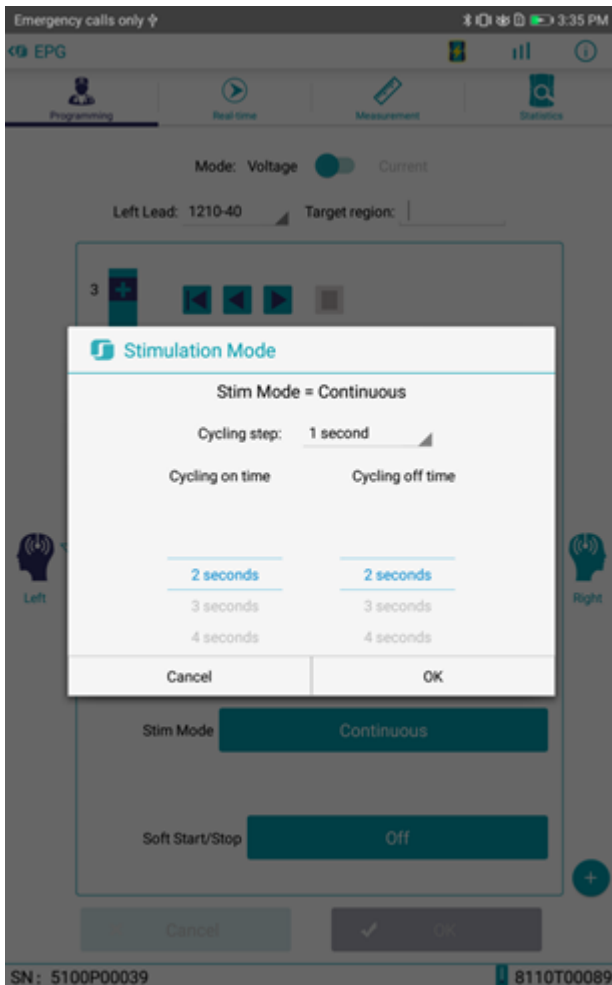 Emergency calls only 3:35 PM
EPG
Programming Real-time Measurement Statistics
Mode: Voltage Current
Left Lead: 1210-40 Target region:
3
Stimulation Mode
Stim Mode = Continuous
Cycling step: 1 second
Cycling on time Cycling off time
2 seconds 2 seconds
3 seconds 3 seconds
4 seconds 4 seconds
Left Right
Cancel OK
Stim Mode Continuous
Soft Start/Stop Off
Cancel OK
SN: 5100P00039 8110T00089